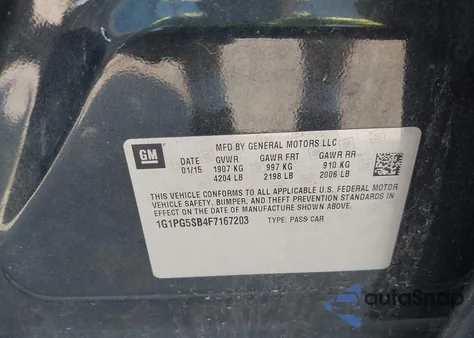 GM
MFD BY GENERAL MOTORS LLC
DATE GVWR GAWR FRT GAWR RR
01/15 1907 KG 997 KG 910 KG
4204 LB 2198 LB 2006 LB
THIS VEHICLE CONFORMS TO ALL APPLICABLE U.S. FEDERAL MOTOR
VEHICLE SAFETY, BUMPER, AND THEFT PREVENTION STANDARDS IN
EFFECT ON THE DATE OF MANUFACTURE SHOWN ABOVE.
1G1PG5SB4F7167203 TYPE: PASS CAR
autoSnap